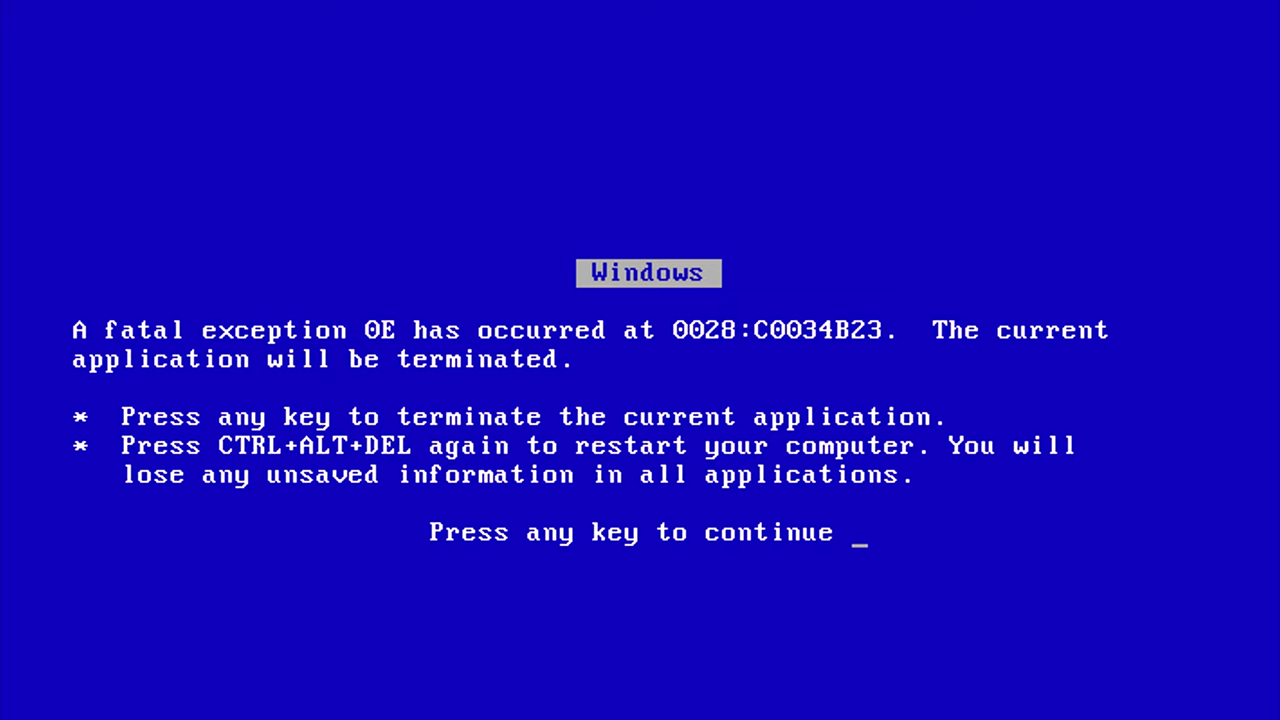 Windows
A fatal exception 0E has occurred at 0028:C0034B23. The current
application will be terminated.
* Press any key to terminate the current application.
* Press CTRL+ALT+DEL again to restart your computer. You will
lose any unsaved information in all applications.
Press any key to continue _